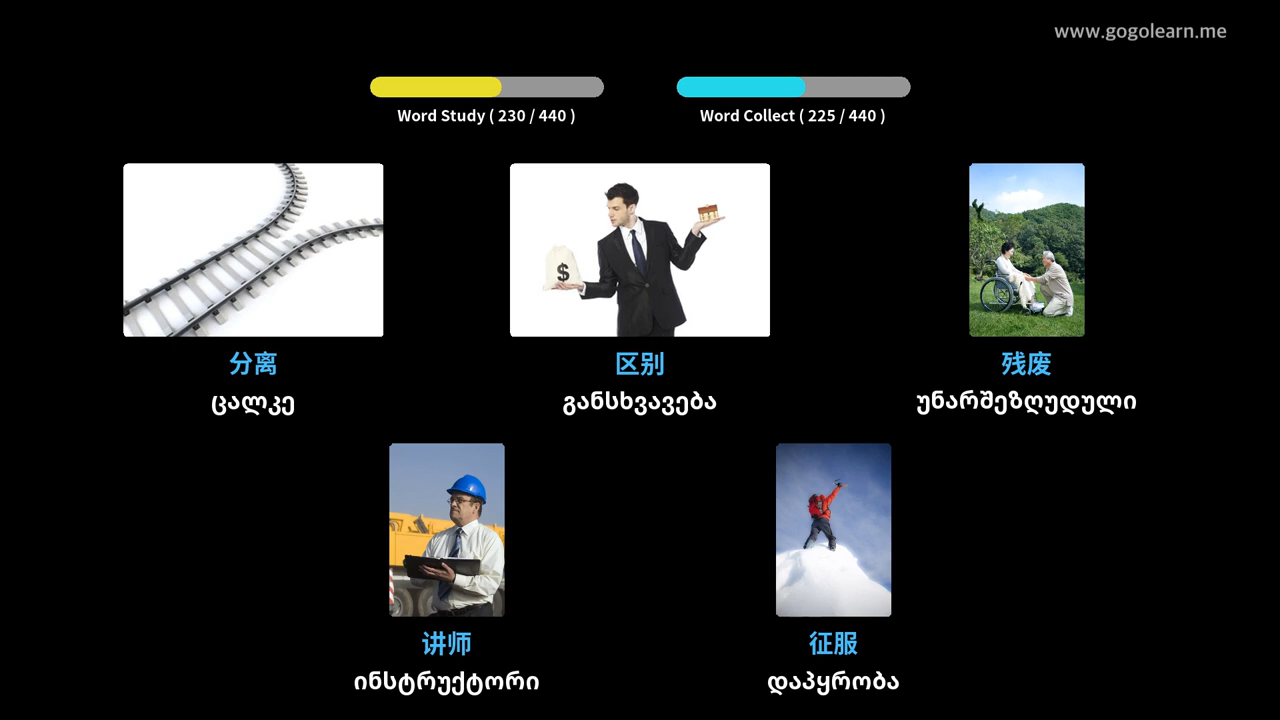 www.gogolearn.me
Word Study ( 230 / 440 )
Word Collect ( 225 / 440 )
$
分离
区别
残废
ცალკე
განსხვავება
უნარშეზღუდული
讲师
征服
ინსტრუქტორი
დაპყრობა